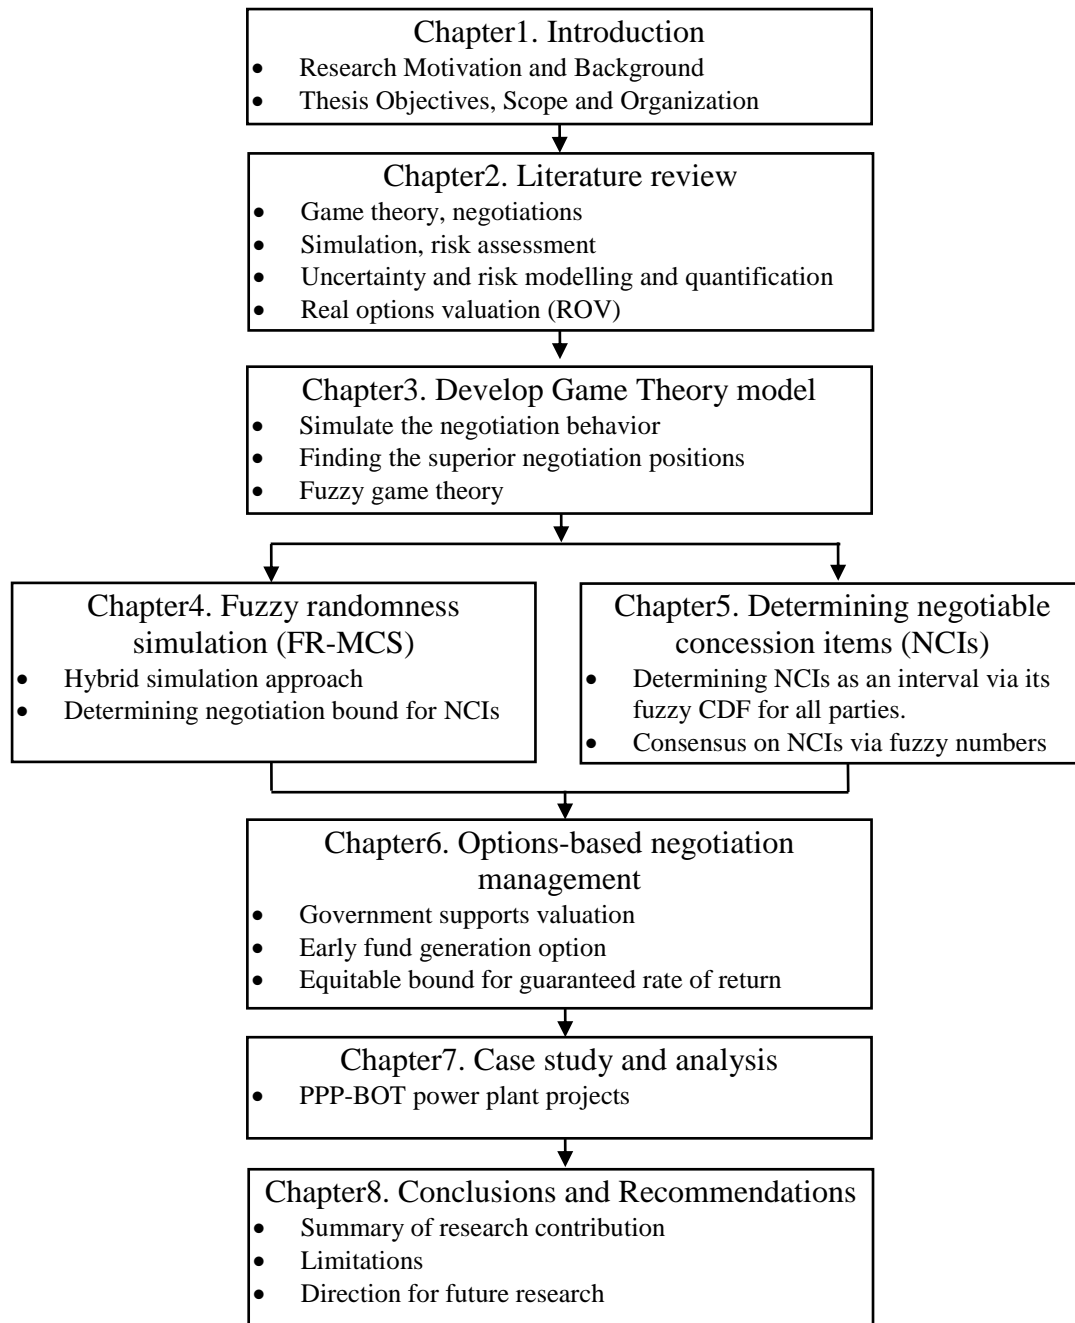 Chapter1. Introduction
• Research Motivation and Background
• Thesis Objectives, Scope and Organization
Chapter2. Literature review
• Game theory, negotiations
• Simulation, risk assessment
• Uncertainty and risk modelling and quantification
• Real options valuation (ROV)
Chapter3. Develop Game Theory model
• Simulate the negotiation behavior
• Finding the superior negotiation positions
• Fuzzy game theory
Chapter4. Fuzzy randomness
simulation (FR-MCS)
• Hybrid simulation approach
• Determining negotiation bound for NCIs
Chapter5. Determining negotiable
concession items (NCIs)
• Determining NCIs as an interval via its
fuzzy CDF for all parties.
• Consensus on NCIs via fuzzy numbers
Chapter6. Options-based negotiation
management
• Government supports valuation
• Early fund generation option
• Equitable bound for guaranteed rate of return
Chapter7. Case study and analysis
• PPP-BOT power plant projects
Chapter8. Conclusions and Recommendations
• Summary of research contribution
• Limitations
• Direction for future research